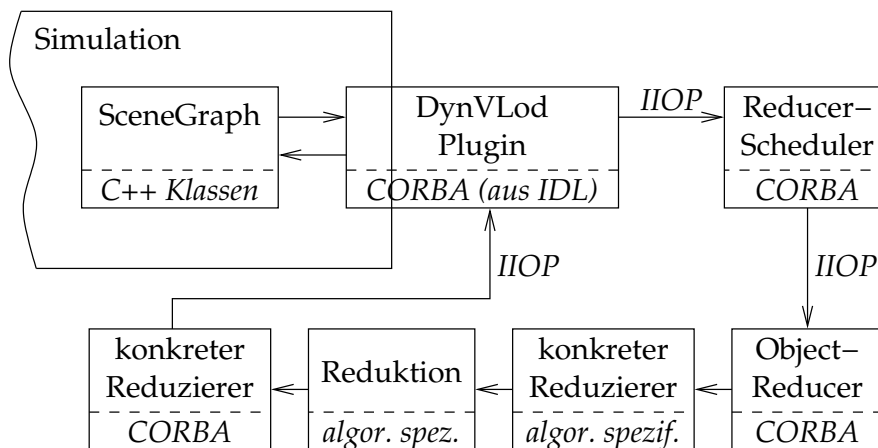 Simulation
SceneGraph
C++ Klassen
DynVLod
Plugin
CORBA (aus IDL)
IIOP
Reducer–
Scheduler
CORBA
IIOP
IIOP
konkreter
Reduzierer
CORBA
Reduktion
algor. spez.
konkreter
Reduzierer
algor. spezif.
Object–
Reducer
CORBA